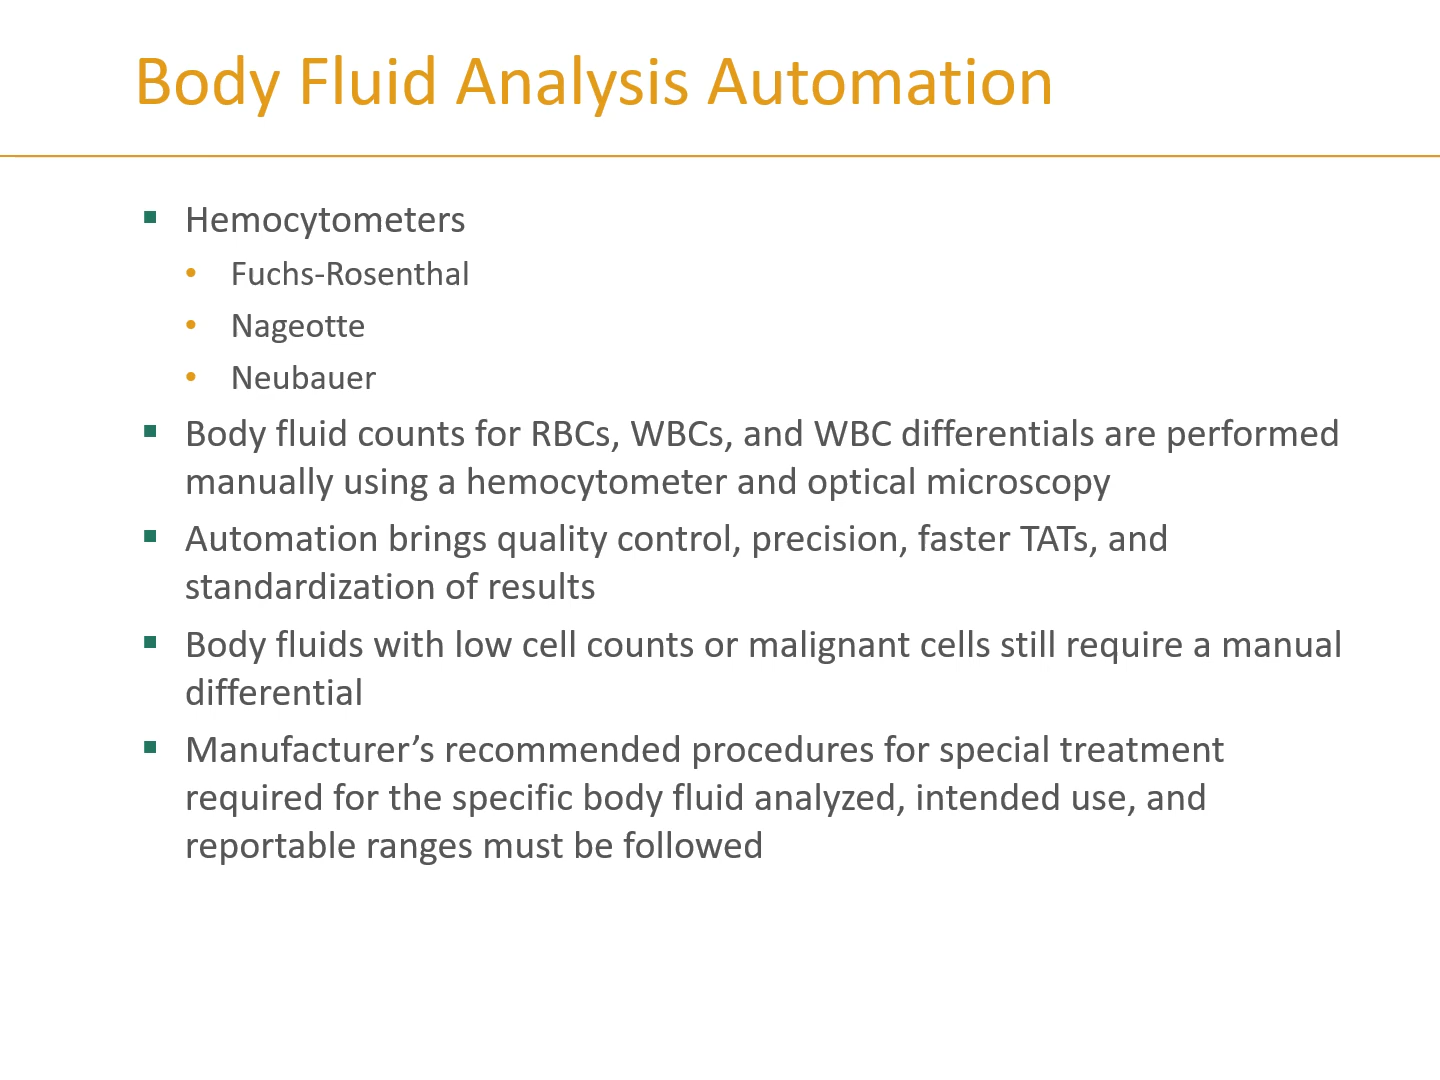 Body Fluid Analysis Automation
Hemocytometers
Fuchs-Rosenthal
Nageotte
Neubauer
Body fluid counts for RBCs, WBCs, and WBC differentials are performed
manually using a hemocytometer and optical microscopy
Automation brings quality control, precision, faster TATs, and
standardization of results
Body fluids with low cell counts or malignant cells still require a manual
differential
Manufacturer’s recommended procedures for special treatment
required for the specific body fluid analyzed, intended use, and
reportable ranges must be followed